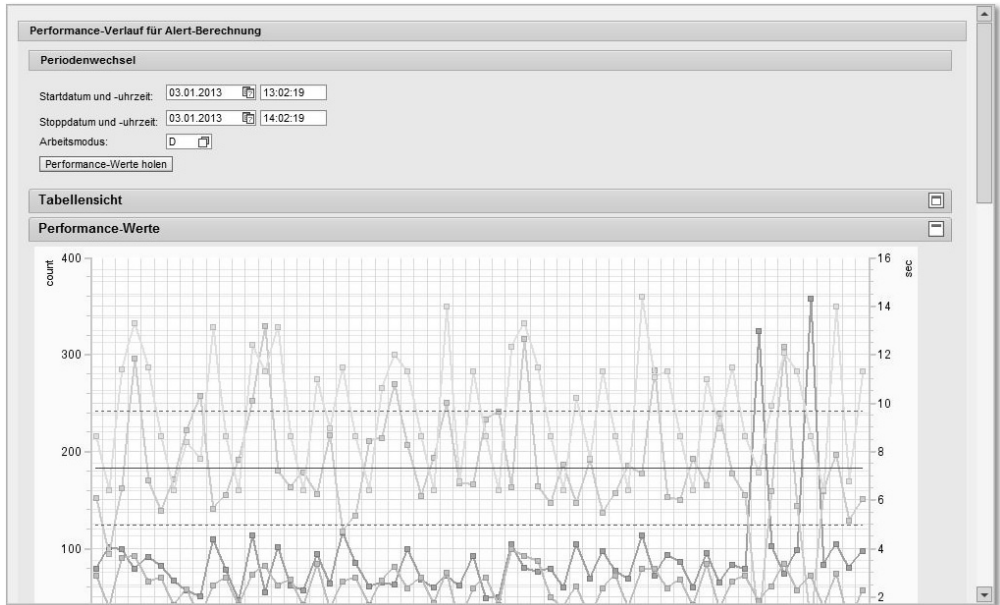 Performance-Verlauf für Alert-Berechnung
Periodenwechsel
Startdatum und -uhrzeit: 03.01.2013 13:02:19
Stoppdatum und -uhrzeit: 03.01.2013 14:02:19
Arbeitsmodus: D
Performance-Werte holen
Tabellensicht
Performance-Werte
count 400 16 sec
14
300 12
10
200 8
6
100 4
2